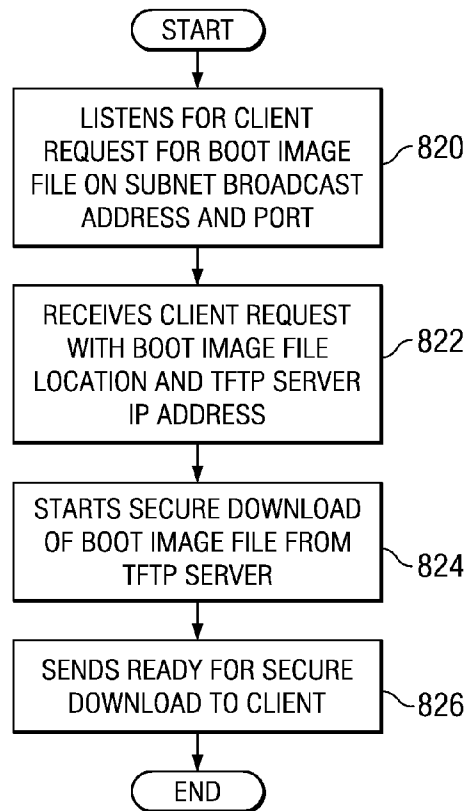 START
LISTENS FOR CLIENT
REQUEST FOR BOOT IMAGE
FILE ON SUBNET BROADCAST
ADDRESS AND PORT
820
RECEIVES CLIENT REQUEST
WITH BOOT IMAGE FILE
LOCATION AND TFTP SERVER
IP ADDRESS
822
STARTS SECURE DOWNLOAD
OF BOOT IMAGE FILE FROM
TFTP SERVER
824
SENDS READY FOR SECURE
DOWNLOAD TO CLIENT
826
END